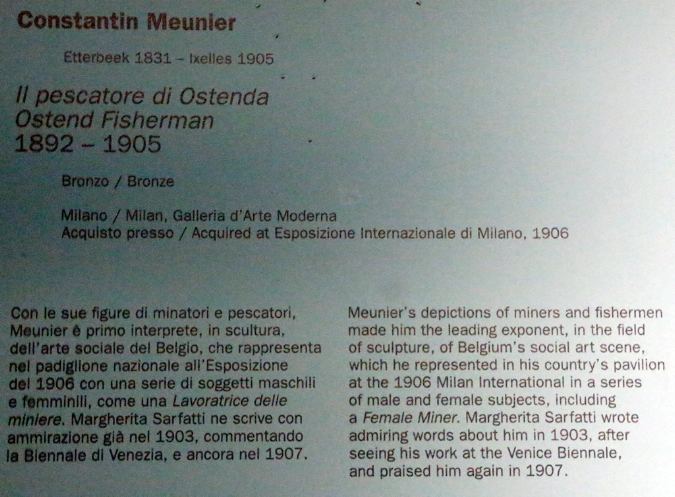 Constantin Meunier
Etterbeek 1831 – Ixelles 1905
Il pescatore di Ostenda
Ostend Fisherman
1892 – 1905
Bronzo / Bronze
Milano / Milan, Galleria d'Arte Moderna
Acquisto presso / Acquired at Esposizione Internazionale di Milano, 1906
Con le sue figure di minatori e pescatori,
Meunier è primo interprete, in scultura,
dell'arte sociale del Belgio, che rappresenta
nel padiglione nazionale all'Esposizione
del 1906 con una serie di soggetti maschili
e femminili, come una Lavoratrice delle
miniere. Margherita Sarfatti ne scrive con
ammirazione già nel 1903, commentando
la Biennale di Venezia, e ancora nel 1907.
Meunier's depictions of miners and fishermen
made him the leading exponent, in the field
of sculpture, of Belgium's social art scene,
which he represented in his country's pavilion
at the 1906 Milan International in a series
of male and female subjects, including
a Female Miner. Margherita Sarfatti wrote
admiring words about him in 1903, after
seeing his work at the Venice Biennale,
and praised him again in 1907.